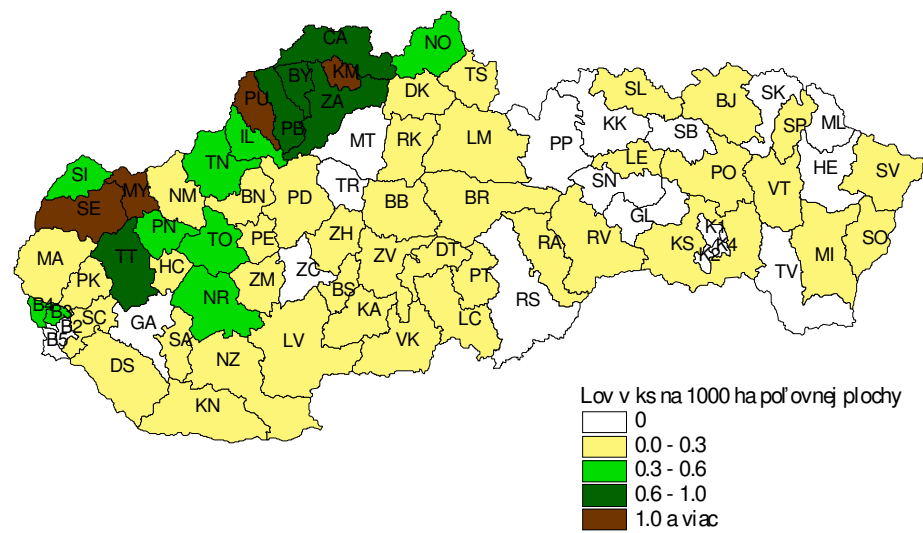 CA
NO
BY
KM
TS
PU
ZA
DK
SL
BJ
SK
PB
IL
MT
RK
LM
PP
KK
SB
SP
ML
TN
LE
HE
SI
TR
PO
SV
NM
BN
PD
SN
VT
MY
BB
BR
GL
SE
PN
TO
PE
ZH
K1
TT
ZV
DT
RA
RV
KS
K4
SO
MA
HC
K2
PK
ZM
ZC
PT
TV
MI
NR
BS
B4
B3
SC
KA
RS
B2
GA
LC
B5
SA
LV
VK
DS
NZ
KN
Lov v ks na 1000 ha poľovnej plochy
0
0.0 - 0.3
0.3 - 0.6
0.6 - 1.0
1.0 a viac